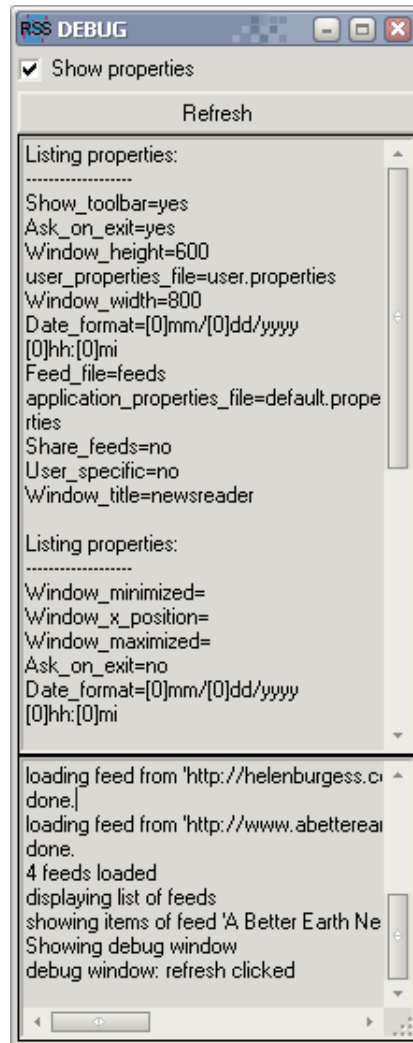 RSS DEBUG
Show properties
Refresh
Listing properties:
------------------
Show_toolbar=yes
Ask_on_exit=yes
Window_height=600
user_properties_file=user.properties
Window_width=800
Date_format=[0]mm/[0]dd/yyyy
[0]hh:[0]mi
Feed_file=feeds
application_properties_file=default.prope
rties
Share_feeds=no
User_specific=no
Window_title=newsreader
Listing properties:
------------------
Window_minimized=
Window_x_position=
Window_maximized=
Ask_on_exit=no
Date_format=[0]mm/[0]dd/yyyy
[0]hh:[0]mi
loading feed from 'http://helenburgess.c
done.
loading feed from 'http://www.abetterear
done.
4 feeds loaded
displaying list of feeds
showing items of feed 'A Better Earth Ne
Showing debug window
debug window: refresh clicked